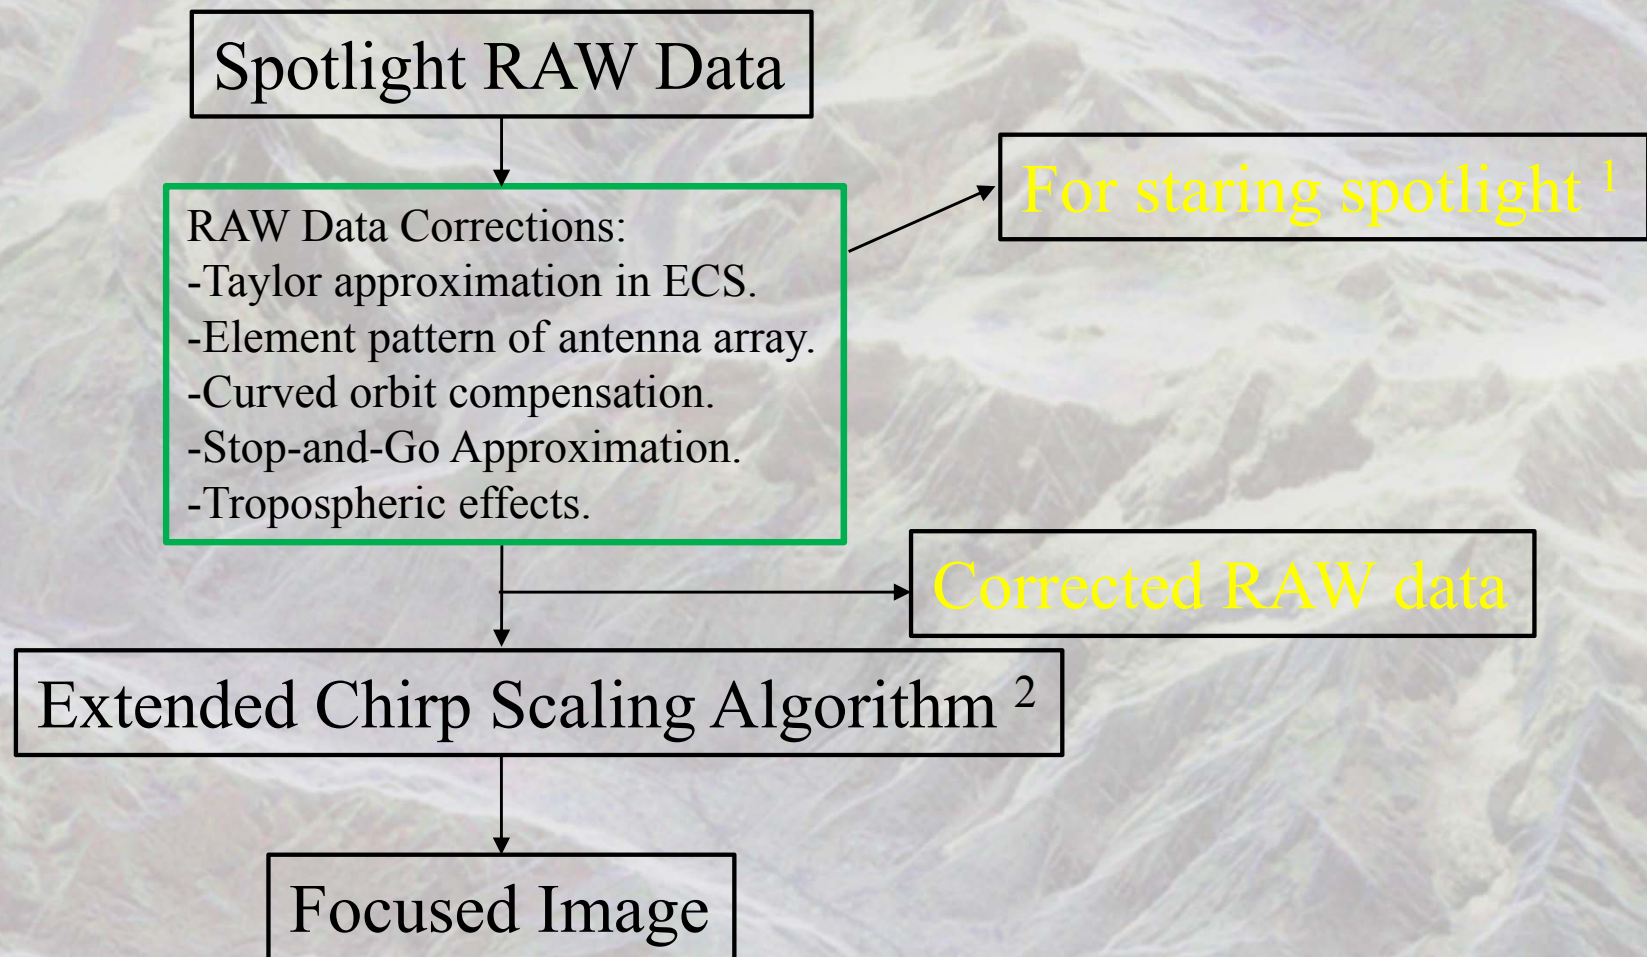 Spotlight RAW Data
For staring spotlight 1
RAW Data Corrections:
-Taylor approximation in ECS.
-Element pattern of antenna array.
-Curved orbit compensation.
-Stop-and-Go Approximation.
-Tropospheric effects.
Corrected RAW data
Extended Chirp Scaling Algorithm 2
Focused Image